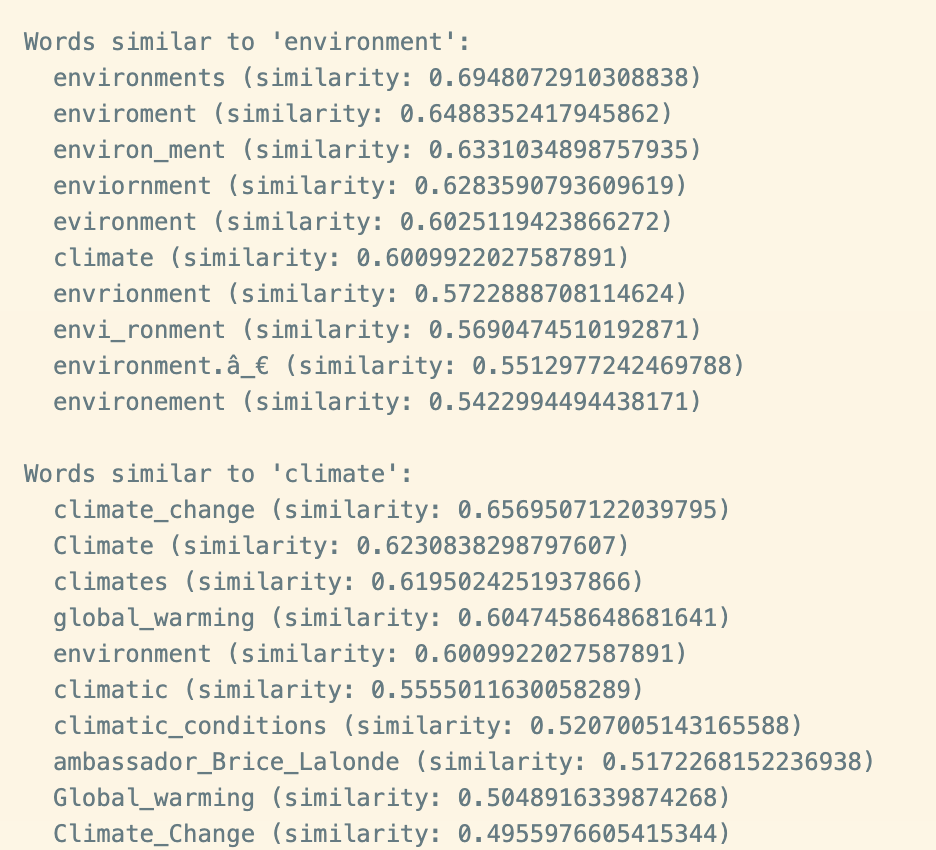 Words similar to 'environment':
environments (similarity: 0.6948072910308838)
enviroment (similarity: 0.6488352417945862)
environ_ment (similarity: 0.6331034898757935)
enviornment (similarity: 0.6283590793609619)
evironment (similarity: 0.6025119423866272)
climate (similarity: 0.6009922027587891)
envrionment (similarity: 0.5722888708114624)
envi_ronment (similarity: 0.5690474510192871)
environment.â_€ (similarity: 0.5512977242469788)
environement (similarity: 0.5422994494438171)
Words similar to 'climate':
climate_change (similarity: 0.6569507122039795)
Climate (similarity: 0.6230838298797607)
climates (similarity: 0.6195024251937866)
global_warming (similarity: 0.6047458648681641)
environment (similarity: 0.6009922027587891)
climatic (similarity: 0.5555011630058289)
climatic_conditions (similarity: 0.5207005143165588)
ambassador_Brice_Lalonde (similarity: 0.5172268152236938)
Global_warming (similarity: 0.5048916339874268)
Climate_Change (similarity: 0.4955976605415344)